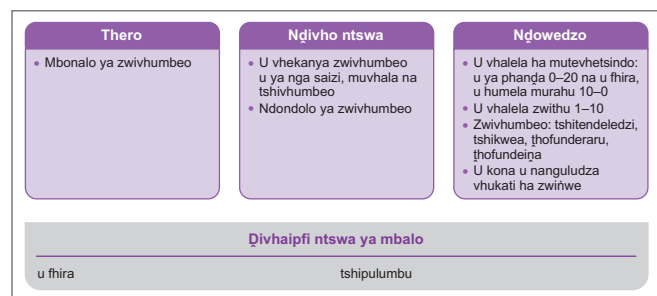 Thero
• Mbonalo ya zwivhumbeo
Nḓivho ntswa
• U vhekanya zwivhumbeo
u ya nga saizi, muvhala na
tshivhumbeo
• Ndondolo ya zwivhumbeo
Nḓowedzo
• U vhalela ha mutevhetsindo:
u ya phanḓa 0–20 na u fhira,
u humela murahu 10–0
• U vhalela zwithu 1–10
• Zwivhumbeo: tshitendeledzi,
tshikwea, ṱhofunderaru,
ṱhofundeiṋa
• U kona u nanguludza
vhukati ha zwiṅwe
Ḓivhaipfi ntswa ya mbalo
u fhira
tshipulumbu